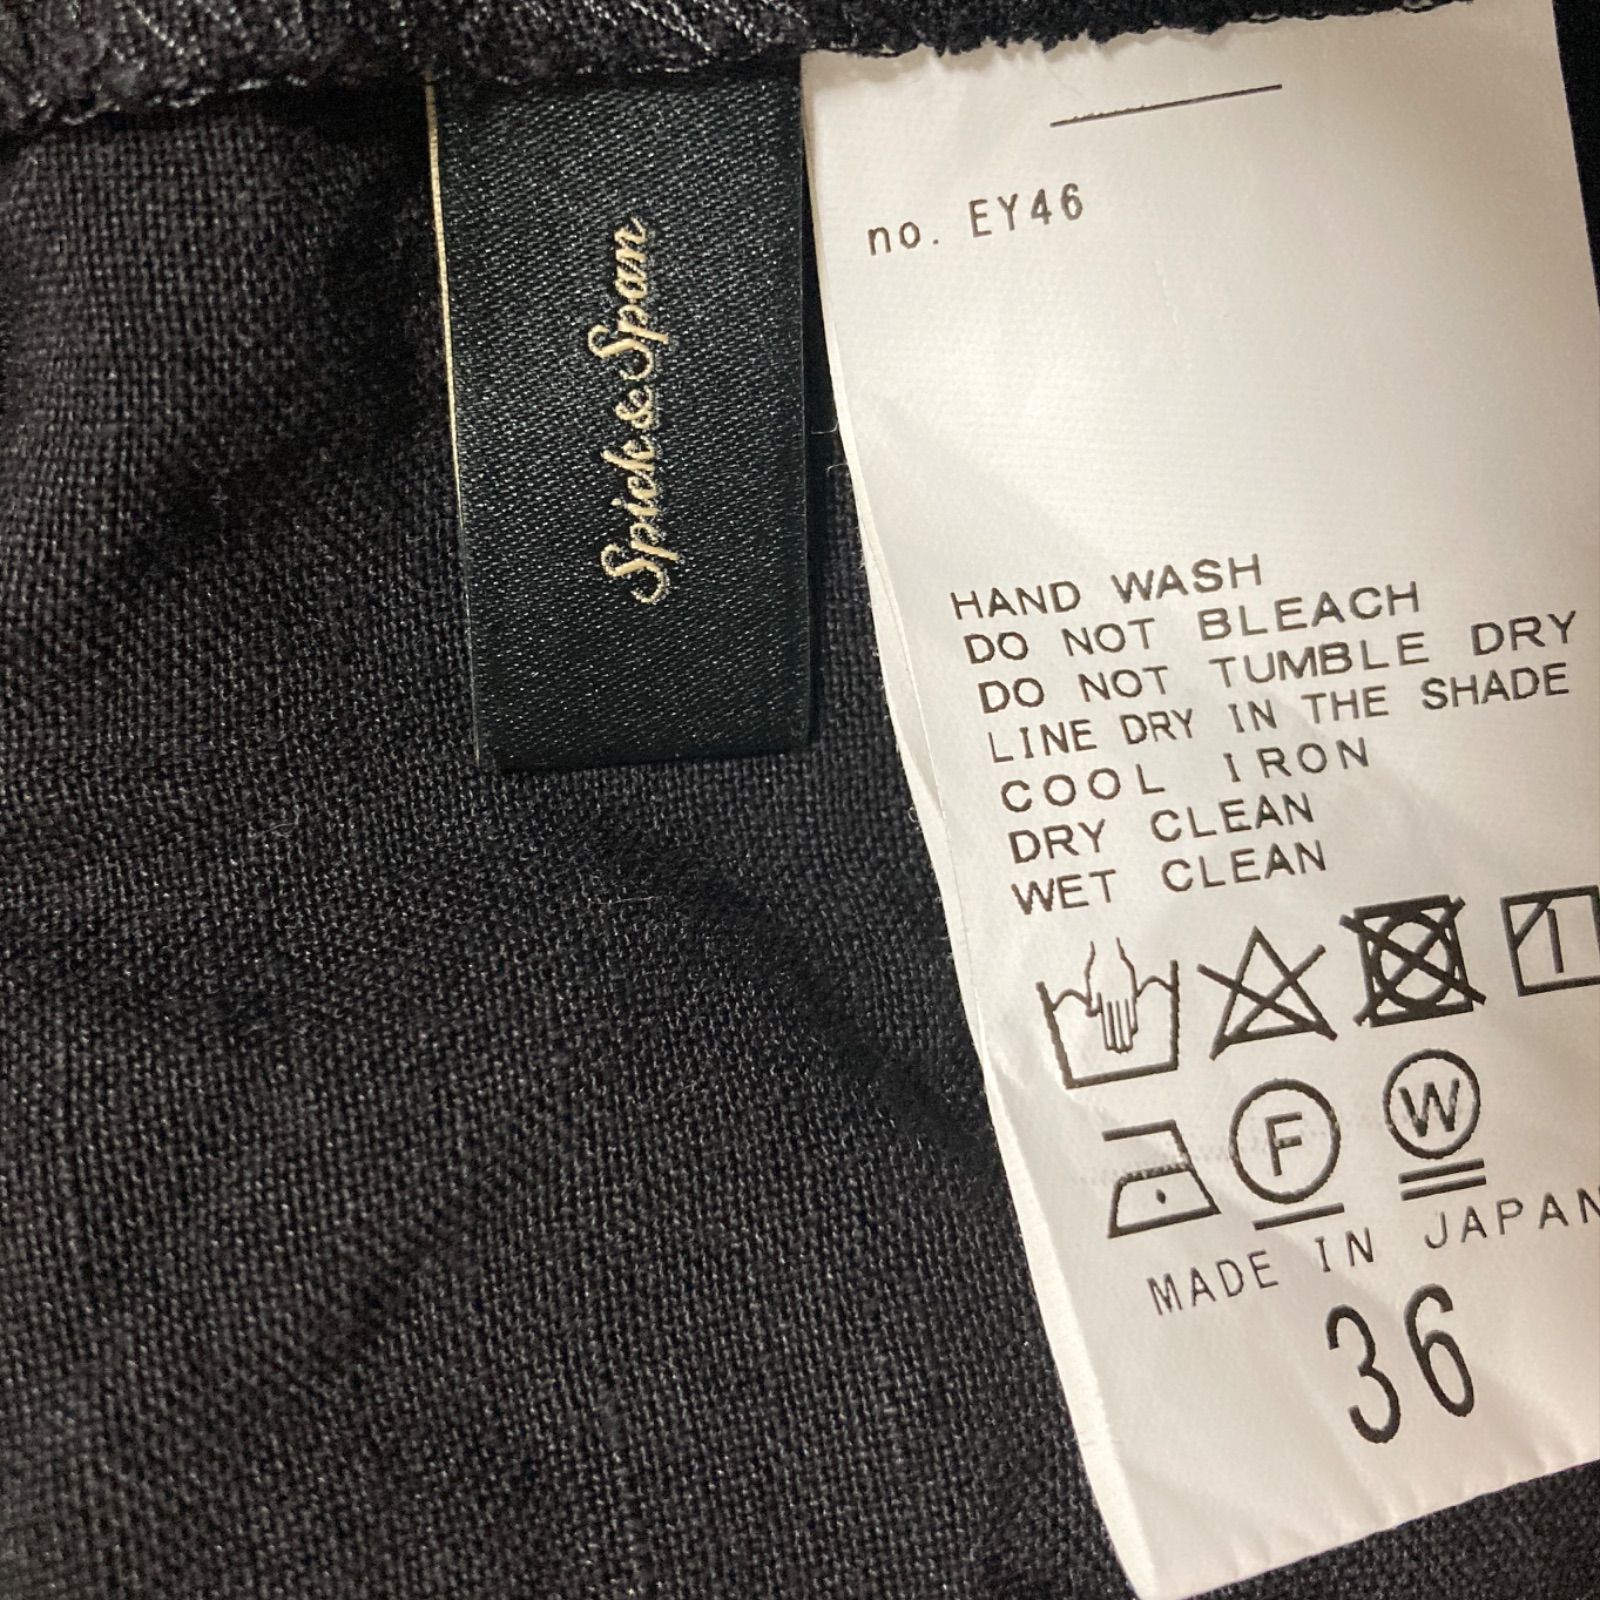 Spick&Span
no. EY46
HAND WASH
DO NOT BLEACH
DO NOT TUMBLE DRY
LINE DRY IN THE SHADE
COOL IRON
DRY CLEAN
WET CLEAN
F W
MADE IN JAPAN
36